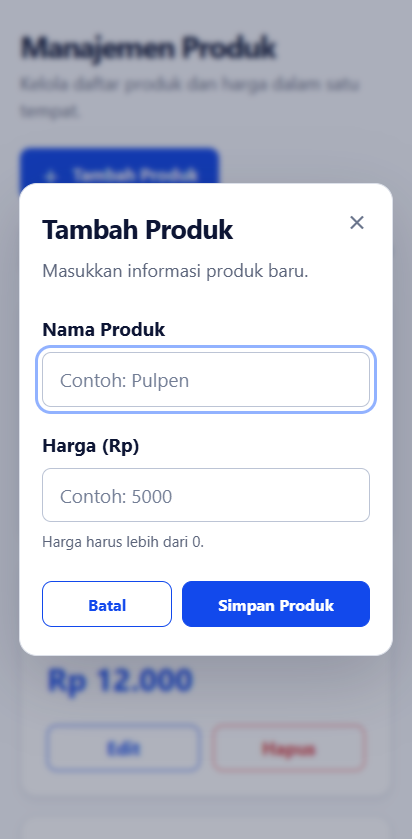 Manajemen Produk
Kelola daftar produk dan harga dalam satu
tempat.
+ Tambah Produk
Tambah Produk
×
Masukkan informasi produk baru.
Nama Produk
Contoh: Pulpen
Harga (Rp)
Contoh: 5000
Harga harus lebih dari 0.
Batal
Simpan Produk
Rp 12.000
Edit
Hapus